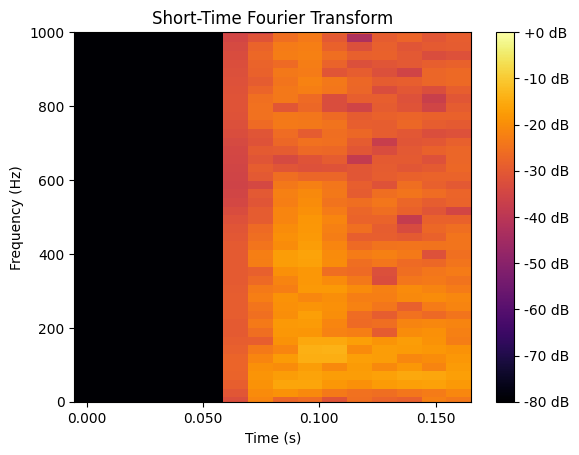 Short-Time Fourier Transform
1000
800
600
400
200
0
Frequency (Hz)
0.000
0.050
0.100
0.150
Time (s)
+0 dB
-10 dB
-20 dB
-30 dB
-40 dB
-50 dB
-60 dB
-70 dB
-80 dB